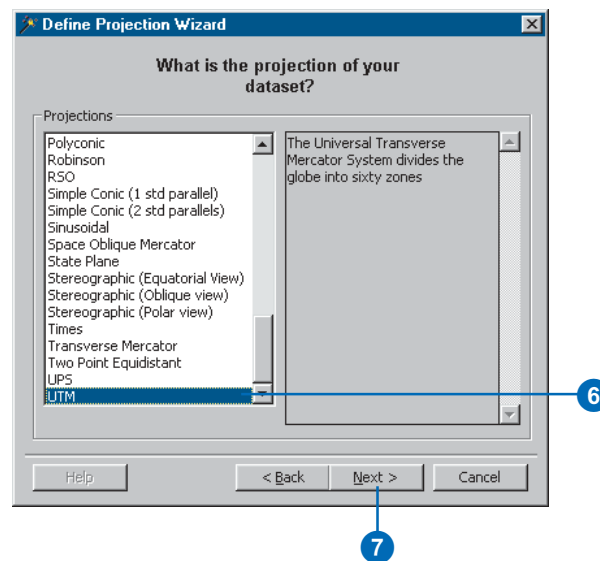 Define Projection Wizard
What is the projection of your
dataset?
Projections
Polyconic
Robinson
RSO
Simple Conic (1 std parallel)
Simple Conic (2 std parallels)
Sinusoidal
Space Oblique Mercator
State Plane
Stereographic (Equatorial View)
Stereographic (Oblique view)
Stereographic (Polar view)
Times
Transverse Mercator
Two Point Equidistant
UPS
UTM
The Universal Transverse
Mercator System divides the
globe into sixty zones
6
Help
< Back
Next >
Cancel
7